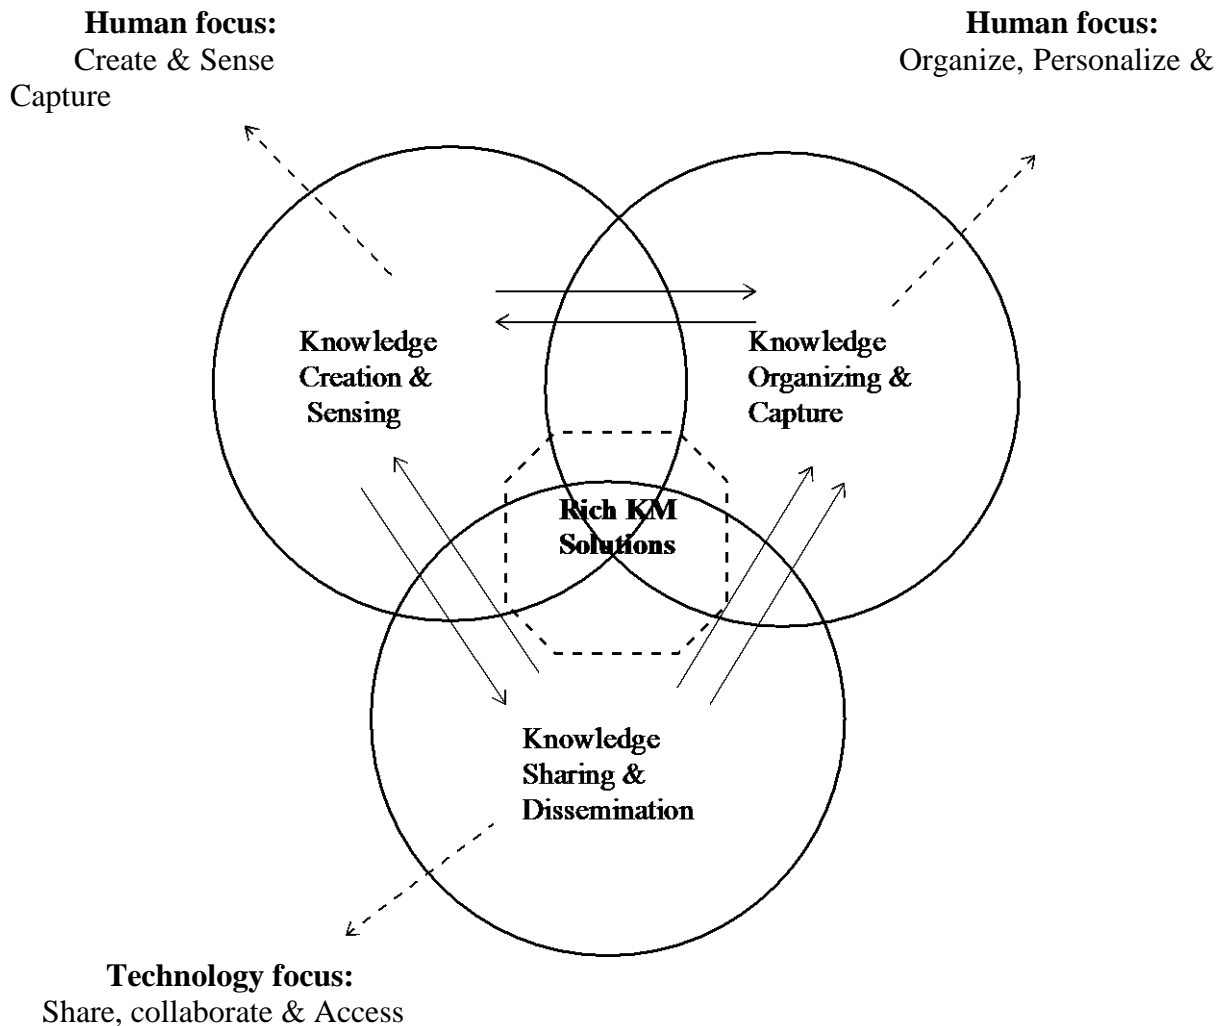 Human focus:
Create & Sense
Capture
Human focus:
Organize, Personalize &
Knowledge
Creation &
Sensing
Knowledge
Organizing &
Capture
Rich KM
Solutions
Knowledge
Sharing &
Dissemination
Technology focus:
Share, collaborate & Access